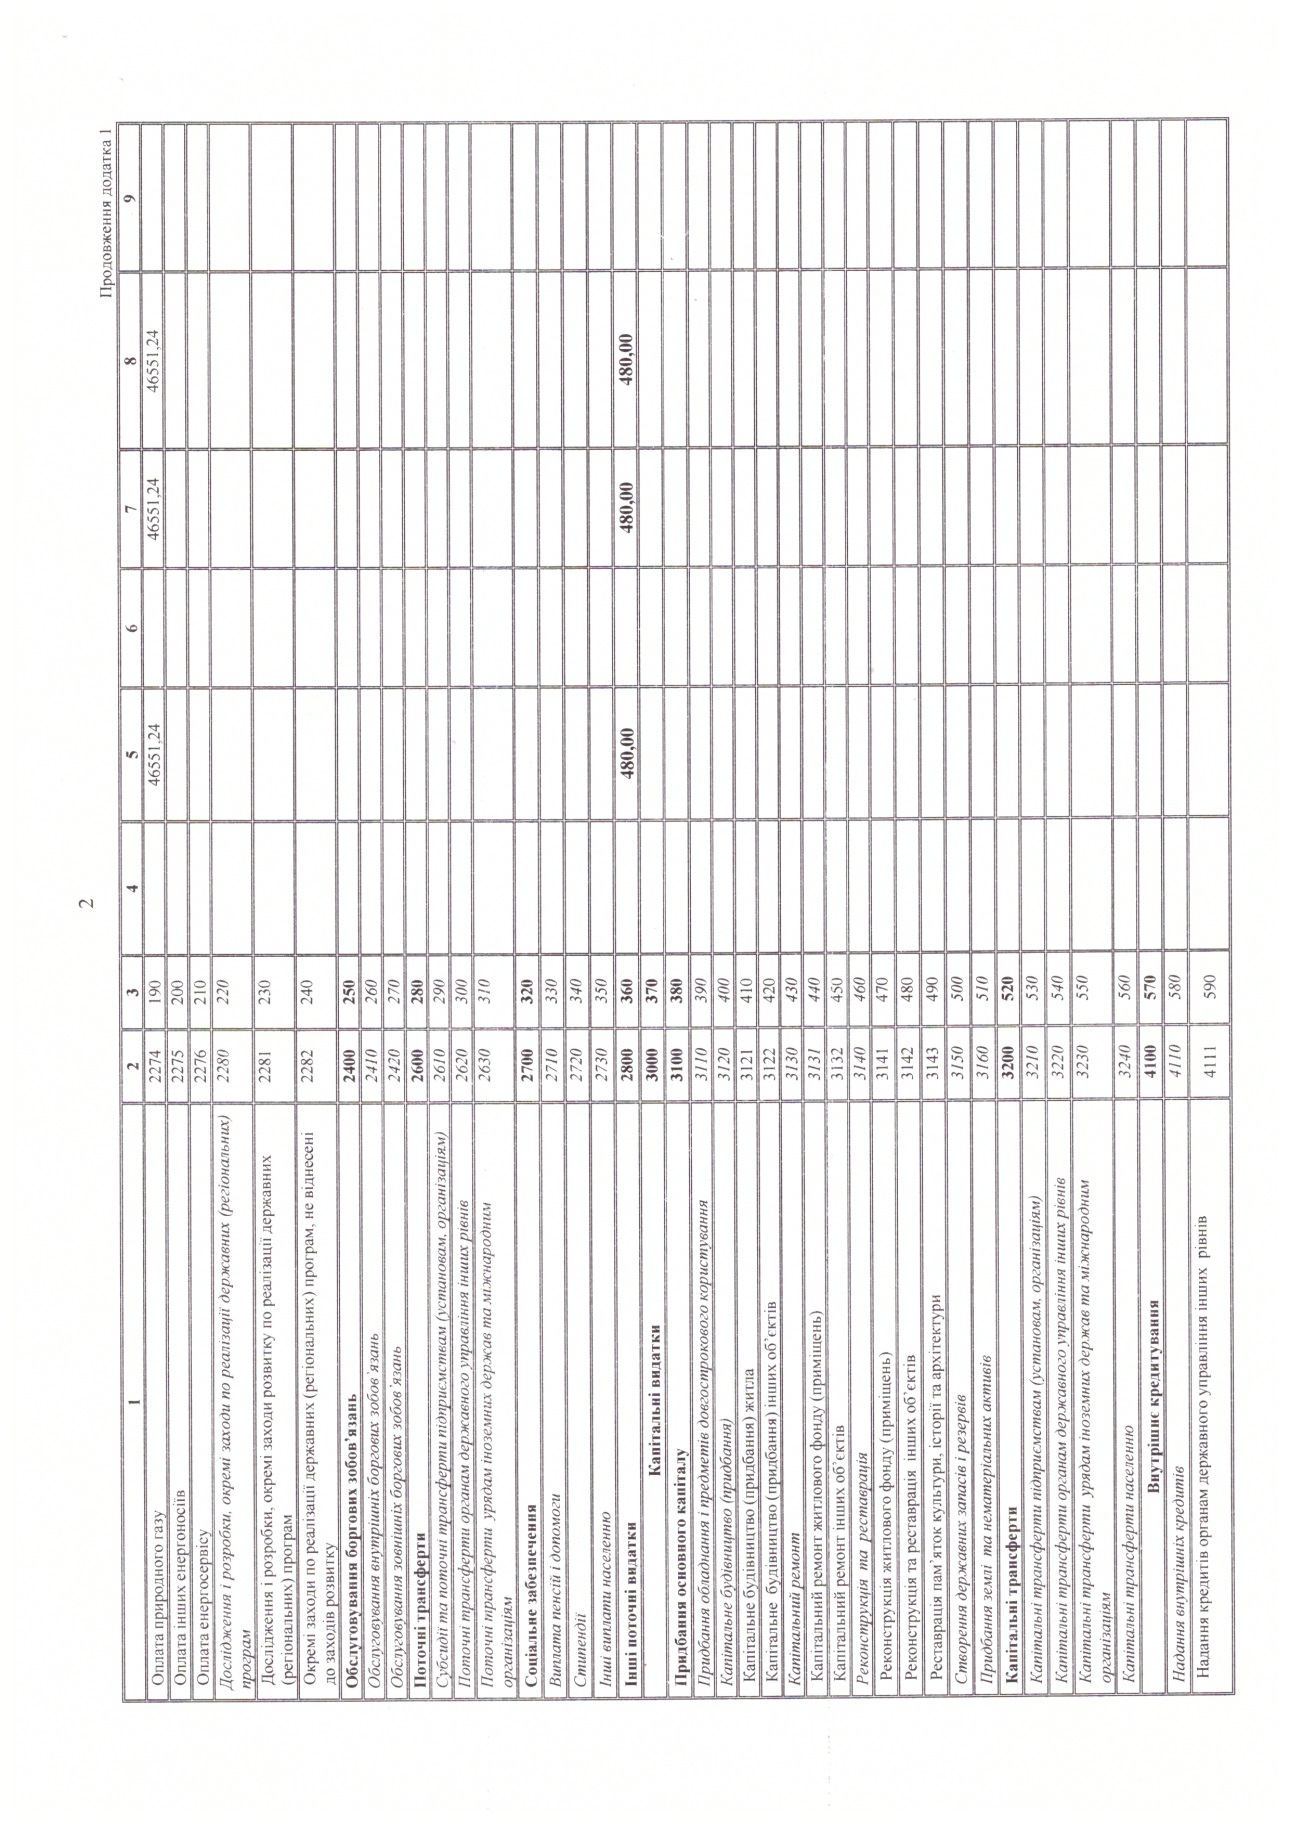 2
Продовження додатка 1
1 2 3 4 5 6 7 8 9
Оплата природного газу 2274 190 46551,24 46551,24 46551,24
Оплата інших енергоносіїв 2275 200
Оплата енергосервісу 2276 210
Дослідження і розробки, окремі заходи по реалізації державних (регіональних) 2280 220
програм
Дослідження і розробки, окремі заходи розвитку по реалізації державних 2281 230
(регіональних) програм
Окремі заходи по реалізації державних (регіональних) програм, не віднесені 2282 240
до заходів розвитку
Обслуговування боргових зобов’язань 2400 250
Обслуговування внутрішніх боргових зобов’язань 2410 260
Обслуговування зовнішніх боргових зобов’язань 2420 270
Поточні трансферти 2600 280
Субсидії та поточні трансферти підприємствам (установам, організаціям) 2610 290
Поточні трансферти органам державного управління інших рівнів 2620 300
Поточні трансферти урядам іноземних держав та міжнародним 2630 310
організаціям
Соціальне забезпечення 2700 320
Виплата пенсій і допомоги 2710 330
Стипендії 2720 340
Інші виплати населенню 2730 350
Інші поточні видатки 2800 360 480,00 480,00 480,00
Капітальні видатки 3000 370
Придбання основного капіталу 3100 380
Придбання обладнання і предметів довгострокового користування 3110 390
Капітальне будівництво (придбання) 3120 400
Капітальне будівництво (придбання) житла 3121 410
Капітальне будівництво (придбання) інших об’єктів 3122 420
Капітальний ремонт 3130 430
Капітальний ремонт житлового фонду (приміщень) 3131 440
Капітальний ремонт інших об’єктів 3132 450
Реконструкція та реставрація 3140 460
Реконструкція житлового фонду (приміщень) 3141 470
Реконструкція та реставрація інших об’єктів 3142 480
Реставрація пам’яток культури, історії та архітектури 3143 490
Створення державних запасів і резервів 3150 500
Придбання землі та нематеріальних активів 3160 510
Капітальні трансферти 3200 520
Капітальні трансферти підприємствам (установам, організаціям) 3210 530
Капітальні трансферти органам державного управління інших рівнів 3220 540
Капітальні трансферти урядам іноземних держав та міжнародним 3230 550
організаціям
Капітальні трансферти населенню 3240 560
Внутрішнє кредитування 4100 570
Надання внутрішніх кредитів 4110 580
Надання кредитів органам державного управління інших рівнів 4111 590